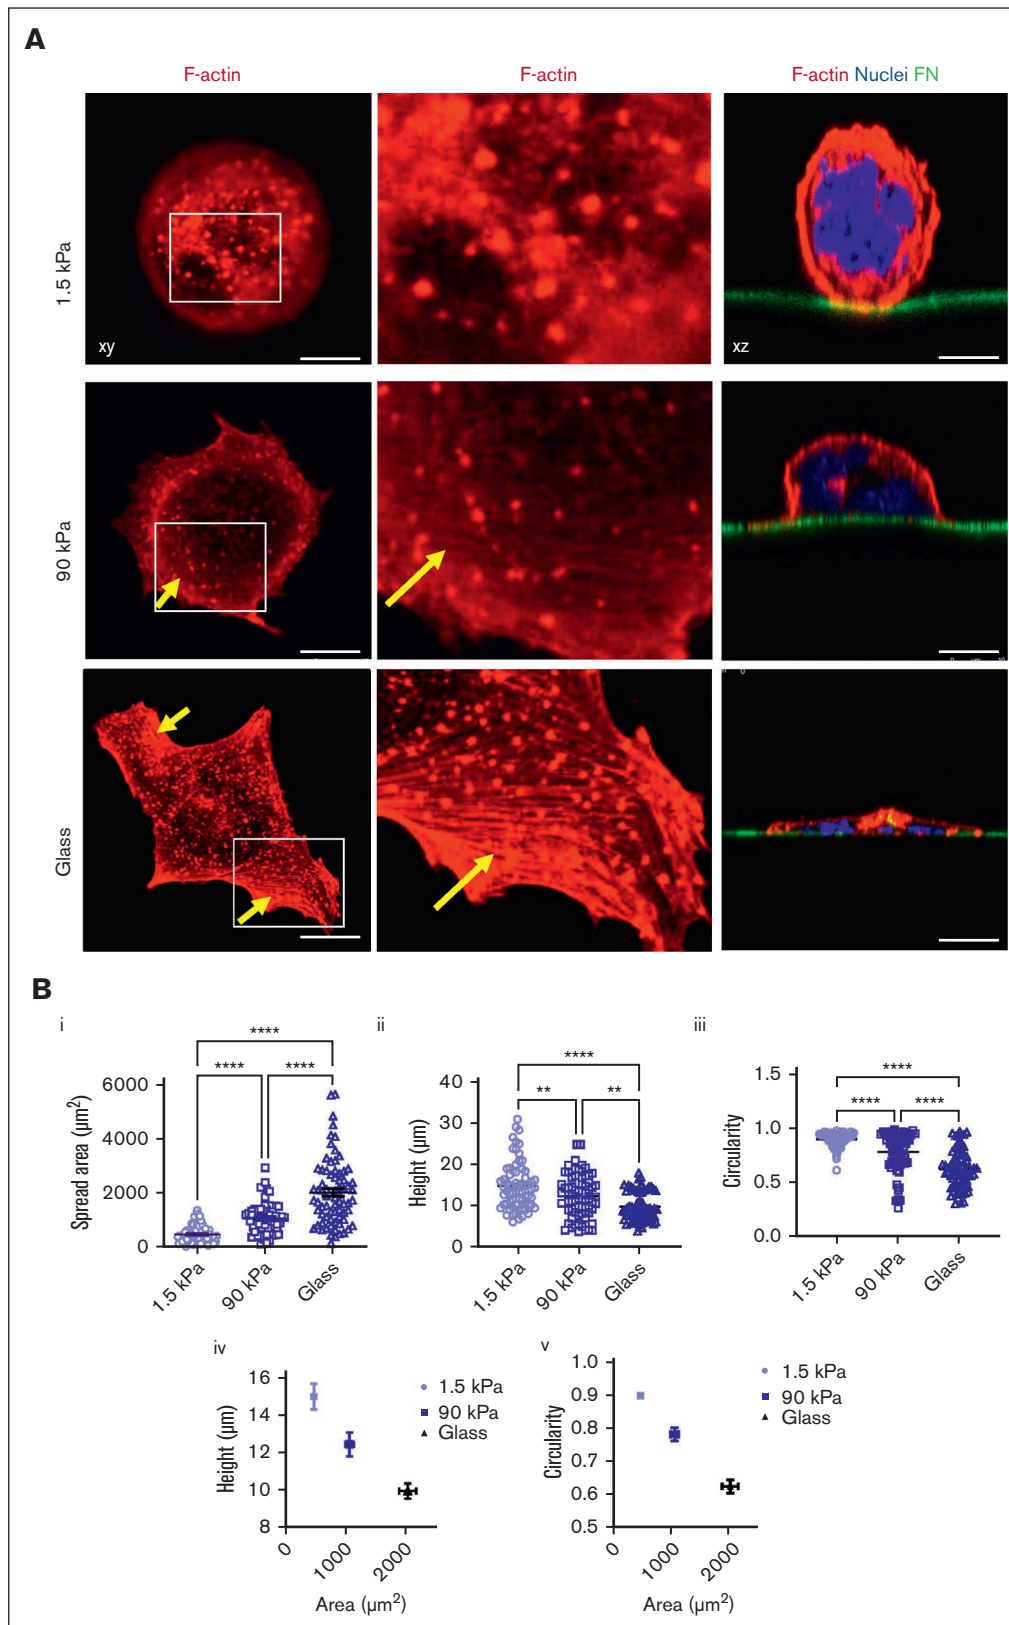 A
F-actin
F-actin
F-actin Nuclei FN
1.5 kPa
xy
xz
90 kPa
Glass
B
i
****
****
****
Spread area (µm²)
6000
4000
2000
0
1.5 kPa
90 kPa
Glass
ii
****
**
**
Height (µm)
40
30
20
10
0
1.5 kPa
90 kPa
Glass
iii
****
****
****
Circularity
1.5
1.0
0.5
0.0
1.5 kPa
90 kPa
Glass
iv
Height (µm)
16
14
12
10
8
0
1000
2000
Area (µm²)
1.5 kPa
90 kPa
Glass
v
Circularity
1.0
0.9
0.8
0.7
0.6
0.5
0
1000
2000
Area (µm²)
1.5 kPa
90 kPa
Glass